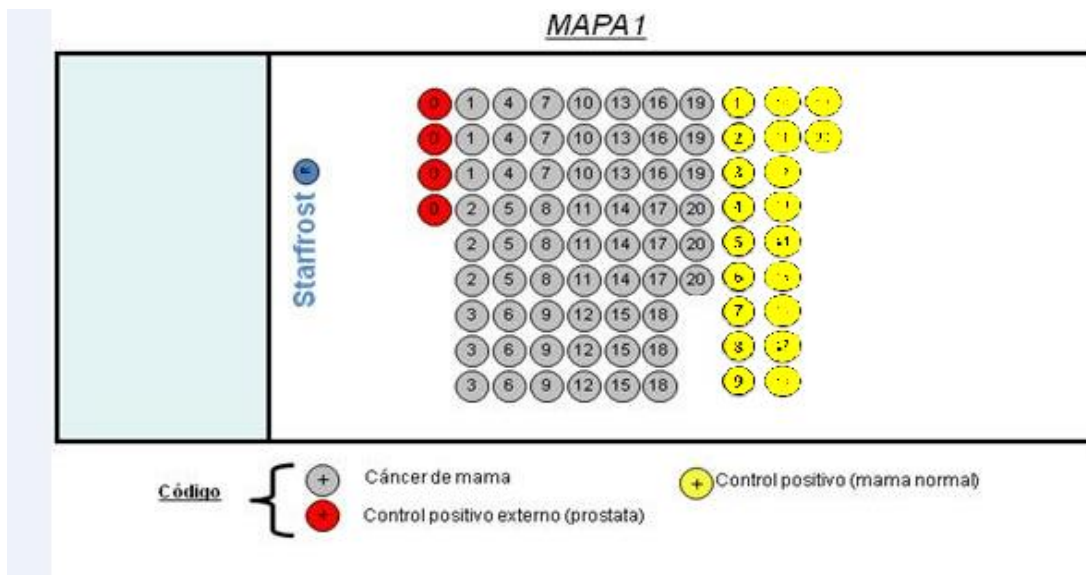 MAPA1
0 1 4 7 10 13 16 19 1
0 1 4 7 10 13 16 19 2
0 1 4 7 10 13 16 19 3
0 2 5 8 11 14 17 20 4
2 5 8 11 14 17 20 5
2 5 8 11 14 17 20 6
3 6 9 12 15 18 7
3 6 9 12 15 18 8
3 6 9 12 15 18 9
Starfrost
Código
+ Cáncer de mama
+ Control positivo (mama normal)
+ Control positivo externo (prostata)